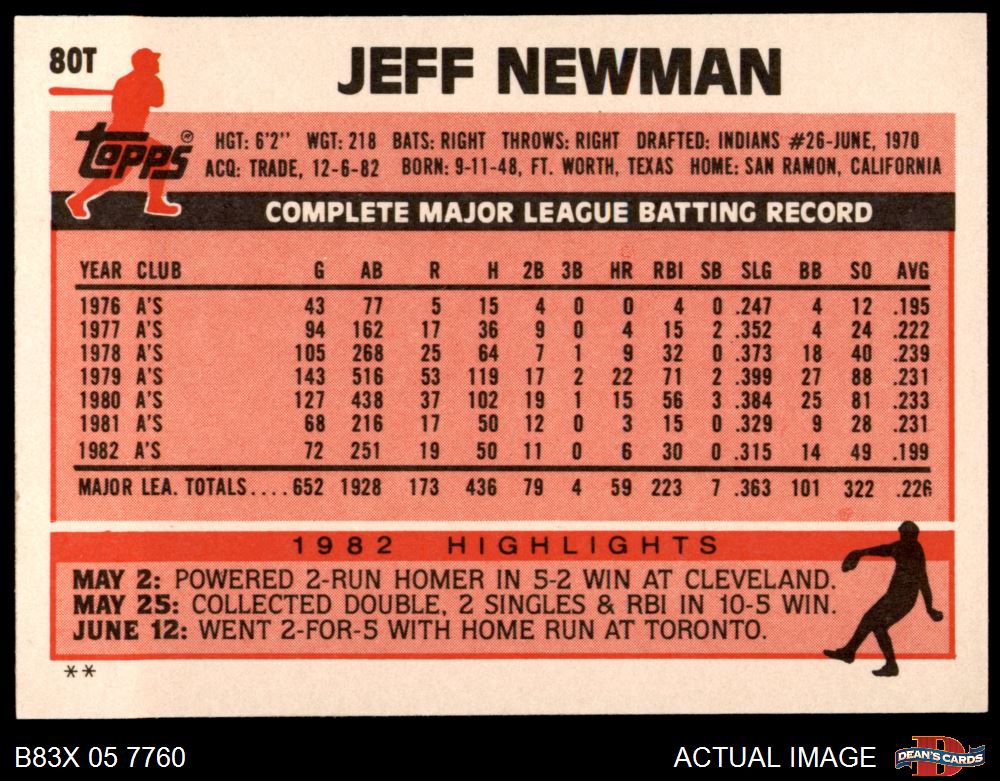 80T
JEFF NEWMAN
Topps®
HGT: 6'2'' WGT: 218 BATS: RIGHT THROWS: RIGHT DRAFTED: INDIANS #26-JUNE, 1970
ACQ: TRADE, 12-6-82 BORN: 9-11-48, FT. WORTH, TEXAS HOME: SAN RAMON, CALIFORNIA
COMPLETE MAJOR LEAGUE BATTING RECORD
YEAR CLUB G AB R H 2B 3B HR RBI SB SLG BB SO AVG
1976 A'S 43 77 5 15 4 0 0 4 0 .247 4 12 .195
1977 A'S 94 162 17 36 9 0 4 15 2 .352 4 24 .222
1978 A'S 105 268 25 64 7 1 9 32 0 .373 18 40 .239
1979 A'S 143 516 53 119 17 2 22 71 2 .399 27 88 .231
1980 A'S 127 438 37 102 19 1 15 56 3 .384 25 81 .233
1981 A'S 68 216 17 50 12 0 3 15 0 .329 9 28 .231
1982 A'S 72 251 19 50 11 0 6 30 0 .315 14 49 .199
MAJOR LEA. TOTALS....652 1928 173 436 79 4 59 223 7 .363 101 322 .226
1982 HIGHLIGHTS
MAY 2: POWERED 2-RUN HOMER IN 5-2 WIN AT CLEVELAND.
MAY 25: COLLECTED DOUBLE, 2 SINGLES & RBI IN 10-5 WIN.
JUNE 12: WENT 2-FOR-5 WITH HOME RUN AT TORONTO.
**
B83X 05 7760
ACTUAL IMAGE
D
DEAN'S CARDS